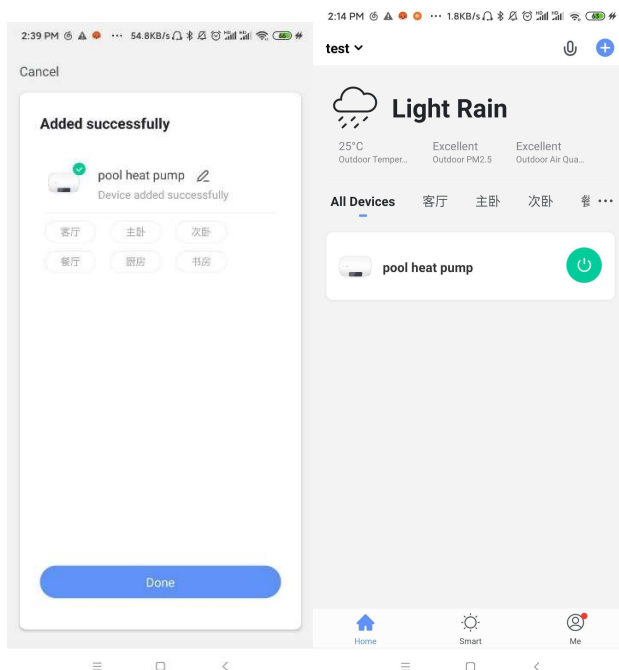 2:39 PM ··· 54.8KB/s 66
Cancel
Added successfully
pool heat pump
Device added successfully
客厅 主卧 次卧
餐厅 厨房 书房
Done
2:14 PM ··· 1.8KB/s 63
test
Light Rain
25°C Excellent Excellent
Outdoor Temper... Outdoor PM2.5 Outdoor Air Qua...
All Devices 客厅 主卧 次卧 ···
pool heat pump
Home Smart Me